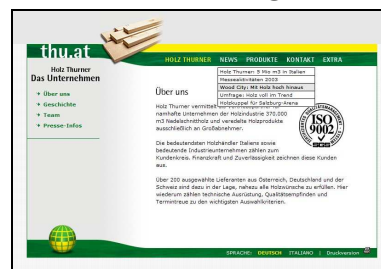 thu.at
HOLZ THURNER NEWS PRODUKTE KONTAKT EXTRA
Holz Thurner
Das Unternehmen
Über uns
Geschichte
Team
Presse-Infos
Holz Thurner: 5 Mio m3 in Italien
Messeaktivitäten 2003
Wood City: Mit Holz hoch hinaus
Umfrage: Holz voll im Trend
Holzkuppel für Salzburg-Arena
Über uns
Holz Thurner vermittelt
namhafte Unternehmen der Holzindustrie 370.000
m3 Nadelschnittholz und veredelte Holzprodukte
ausschließlich an Großabnehmer.
ISO
9002
SGS
Die bedeutendsten Holzhändler Italiens sowie
bedeutende Industrieunternehmen zählen zum
Kundenkreis. Finanzkraft und Zuverlässigkeit zeichnen diese Kunden
aus.
Über 200 ausgewählte Lieferanten aus Österreich, Deutschland und der
Schweiz sind dazu in der Lage, nahezu alle Holzwünsche zu erfüllen. Hier
wiederum zählen technische Ausrüstung, Qualitätsempfinden und
Termintreue zu den wichtigsten Auswahlkriterien.
SPRACHE: DEUTSCH ITALIANO | Druckversion